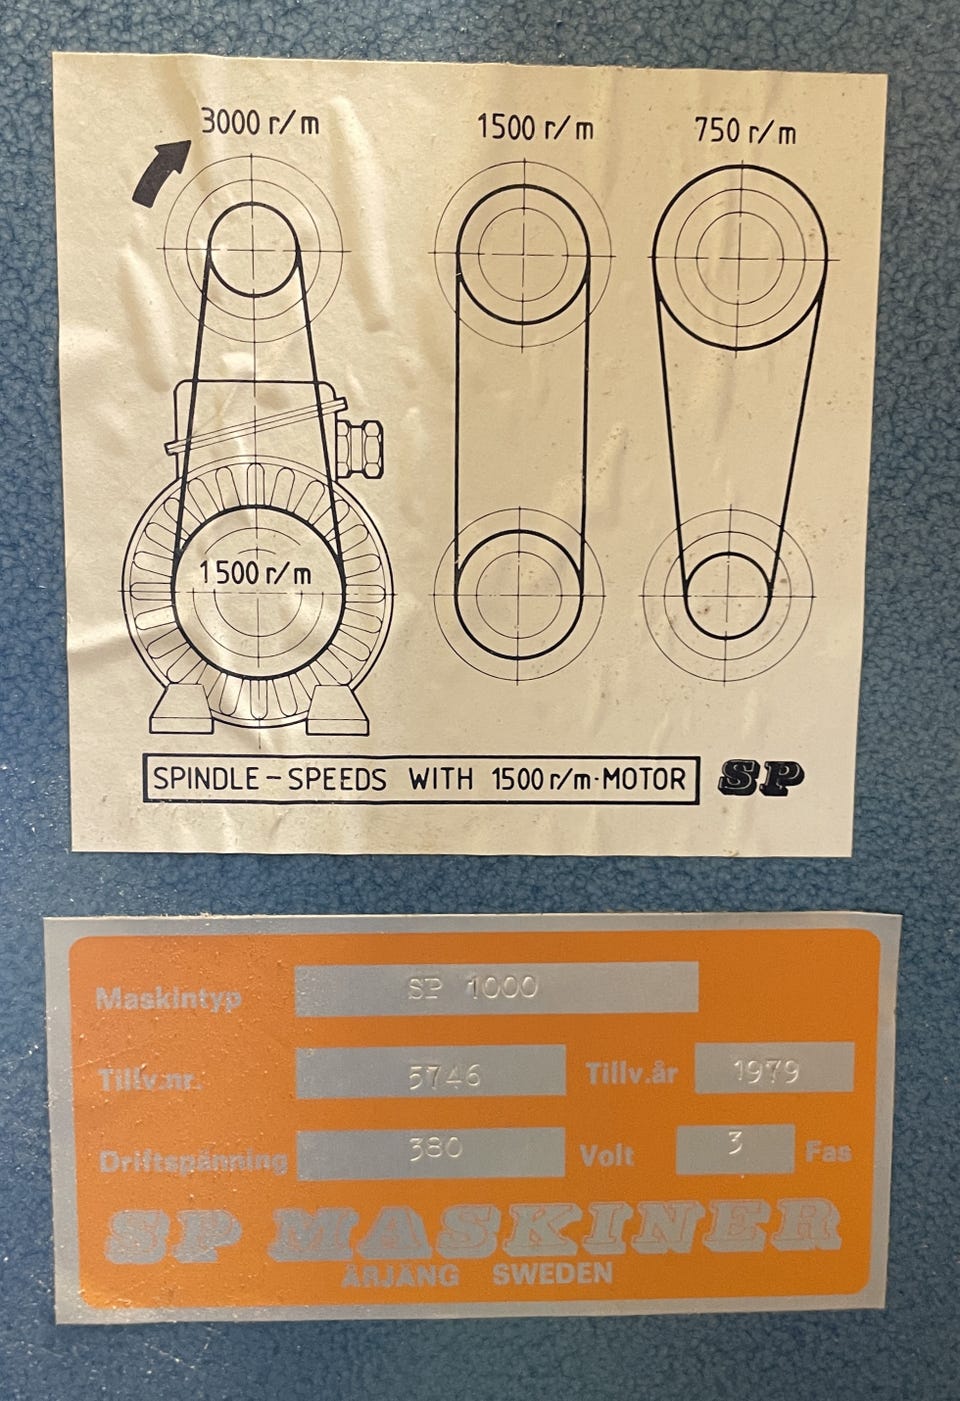 3000 r/m 1500 r/m 750 r/m
1500 r/m
SPINDLE-SPEEDS WITH 1500 r/m-MOTOR SP
Maskintyp SP 1000
Tillv.nr. 5746 Tillv.år 1979
Driftspänning 380 Volt 3 Fas
SP MASKINER
ÅRJÄNG SWEDEN